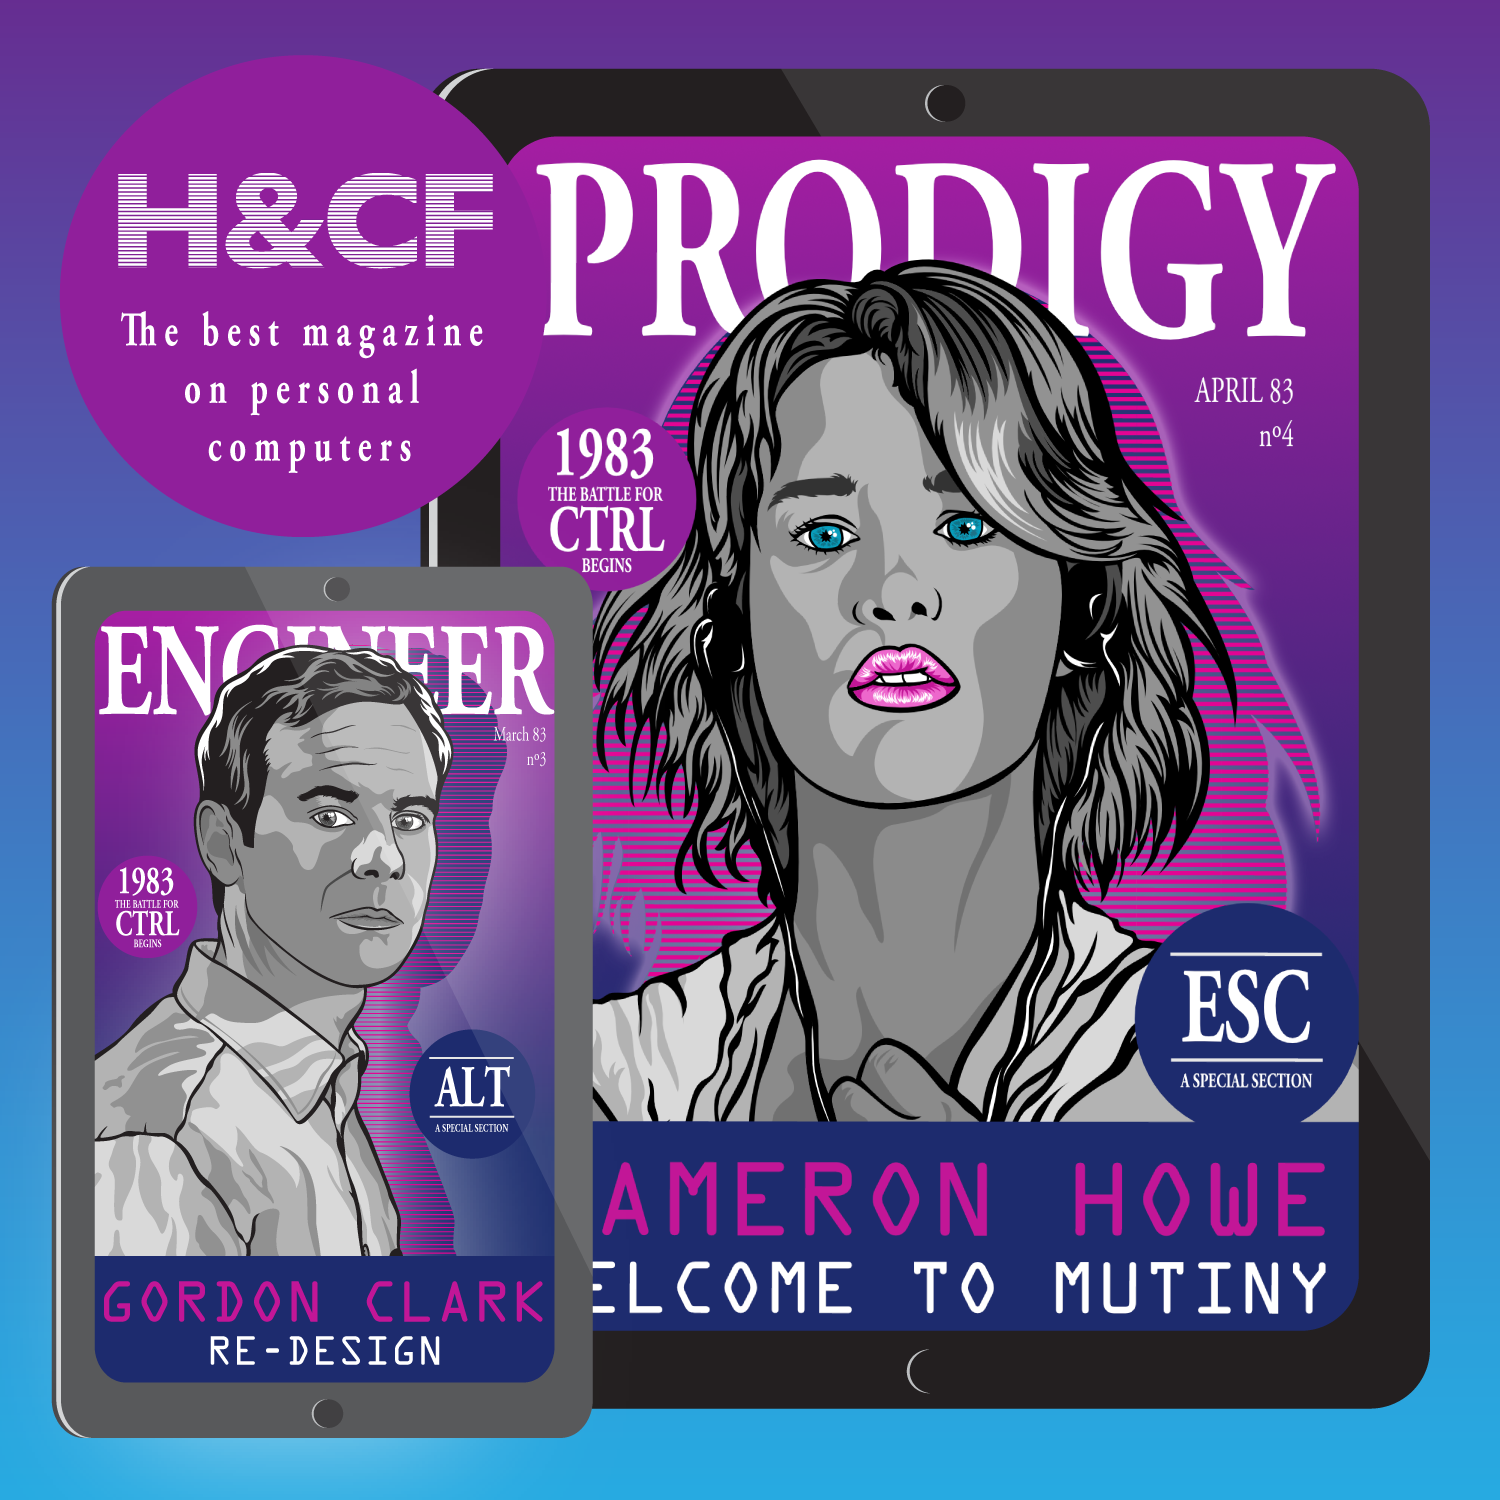 H&CF
The best magazine
on personal
computers
PRODIGY
APRIL 83
nº4
1983
THE BATTLE FOR
CTRL
BEGINS
ESC
A SPECIAL SECTION
AMERON HOWE
ELCOME TO MUTINY
ENGINEER
March 83
nº3
1983
THE BATTLE FOR
CTRL
BEGINS
ALT
A SPECIAL SECTION
GORDON CLARK
RE-DESIGN